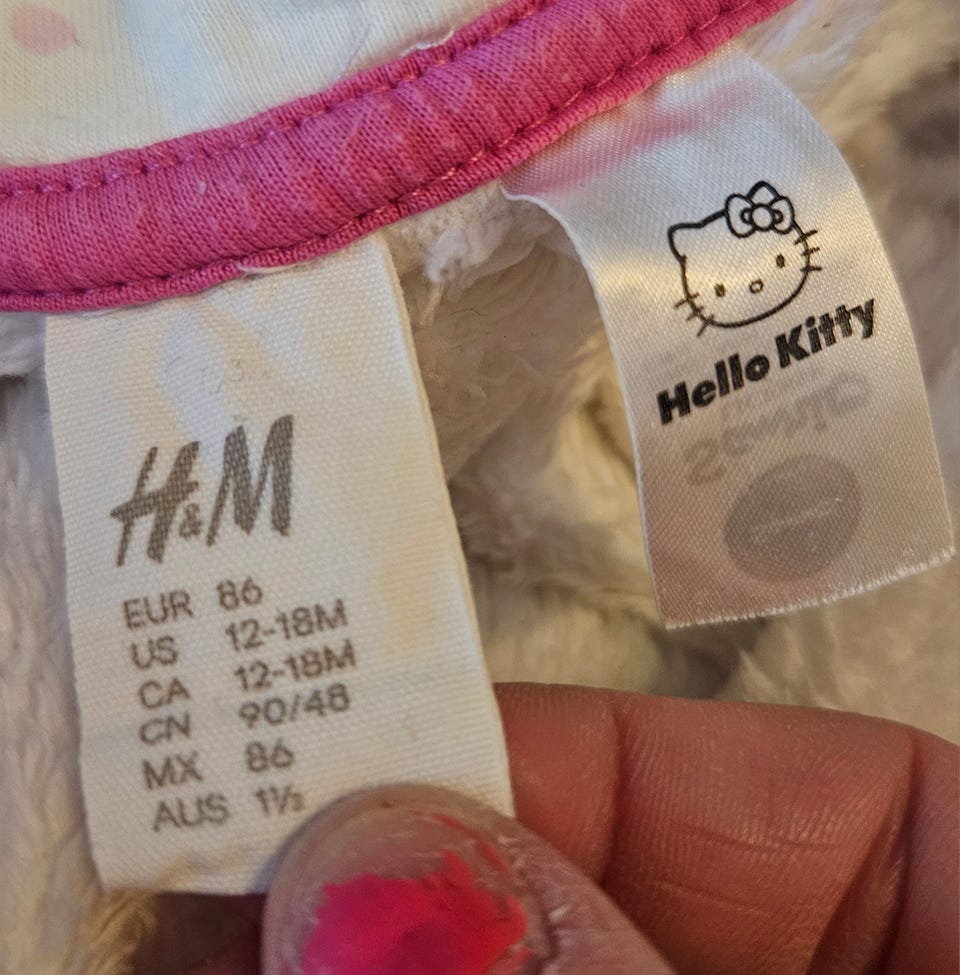 H&M
EUR 86
US 12-18M
CA 12-18M
CN 90/48
MX 86
AUS 1½
Hello Kitty